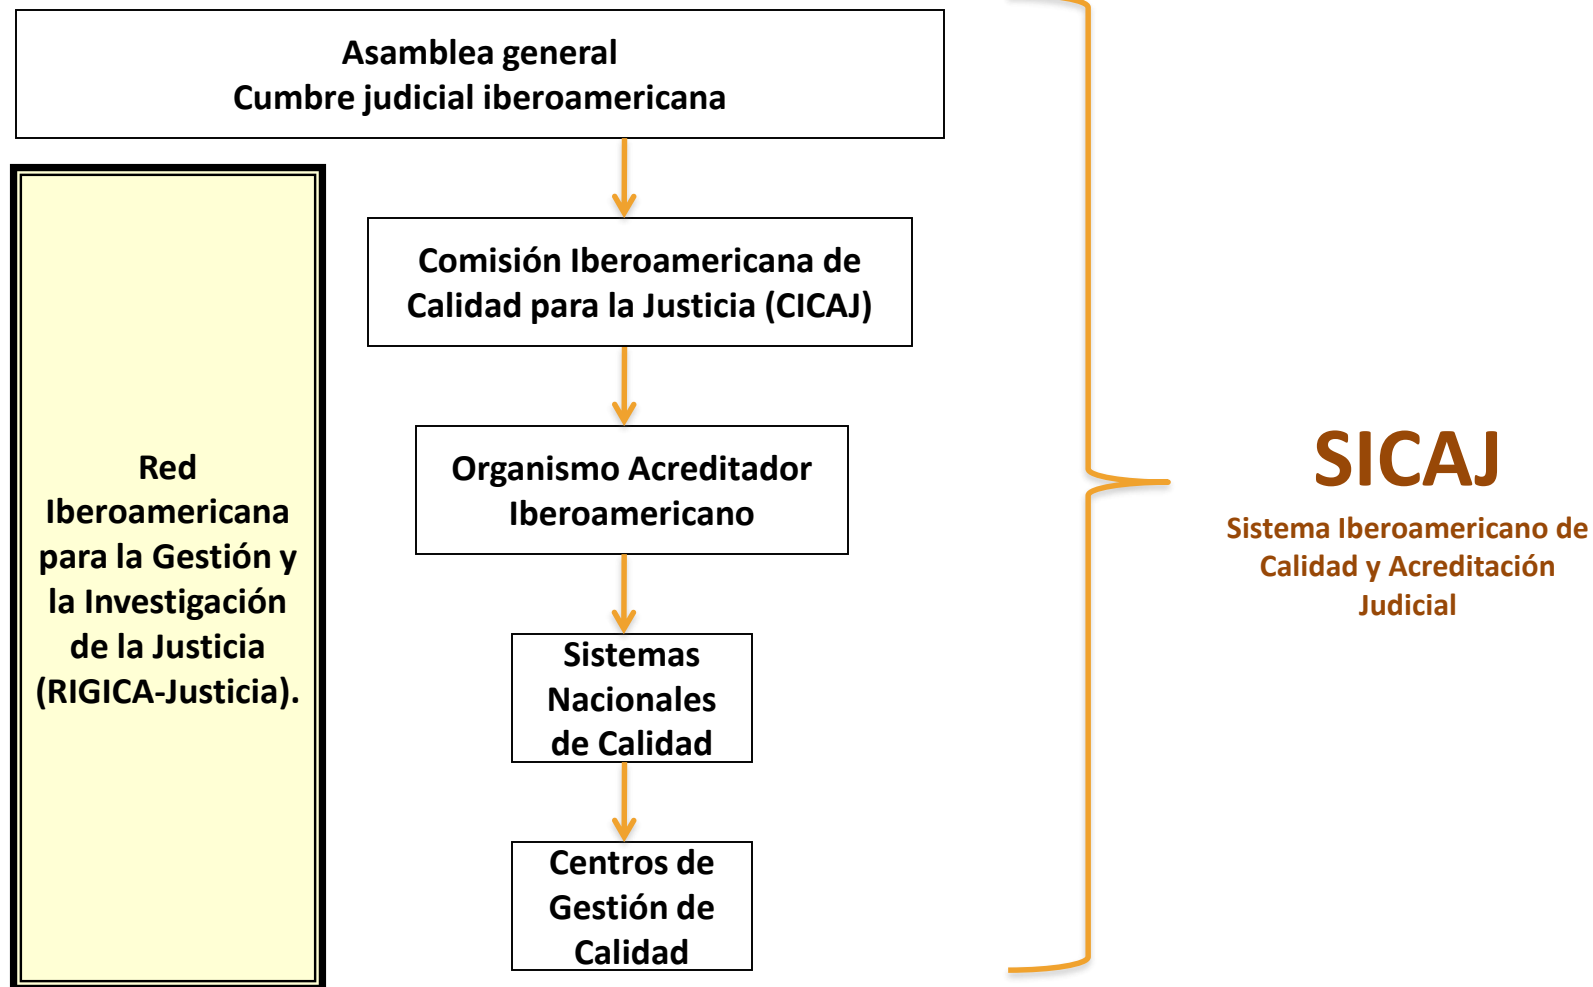 Asamblea general
Cumbre judicial iberoamericana
Red
Iberoamericana
para la Gestión y
la Investigación
de la Justicia
(RIGICA-Justicia).
Comisión Iberoamericana de
Calidad para la Justicia (CICAJ)
Organismo Acreditador
Iberoamericano
Sistemas
Nacionales
de Calidad
Centros de
Gestión de
Calidad
SICAJ
Sistema Iberoamericano de
Calidad y Acreditación
Judicial